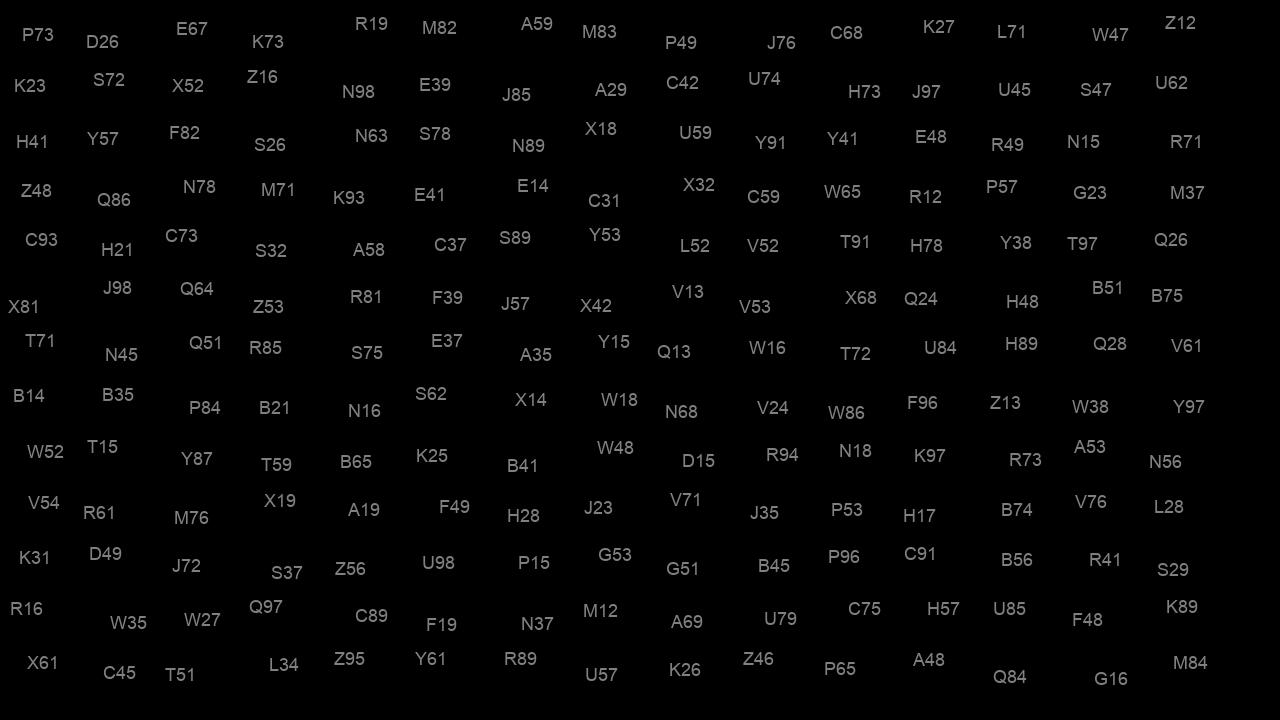 P73 D26 E67 K73 R19 M82 A59 M83 P49 J76 C68 K27 L71 W47 Z12
K23 S72 X52 Z16 N98 E39 J85 A29 C42 U74 H73 J97 U45 S47 U62
H41 Y57 F82 S26 N63 S78 N89 X18 U59 Y91 Y41 E48 R49 N15 R71
Z48 Q86 N78 M71 K93 E41 E14 C31 X32 C59 W65 R12 P57 G23 M37
C93 H21 C73 S32 A58 C37 S89 Y53 L52 V52 T91 H78 Y38 T97 Q26
X81 J98 Q64 Z53 R81 F39 J57 X42 V13 V53 X68 Q24 H48 B51 B75
T71 N45 Q51 R85 S75 E37 A35 Y15 Q13 W16 T72 U84 H89 Q28 V61
B14 B35 P84 B21 N16 S62 X14 W18 N68 V24 W86 F96 Z13 W38 Y97
W52 T15 Y87 T59 B65 K25 B41 W48 D15 R94 N18 K97 R73 A53 N56
V54 R61 M76 X19 A19 F49 H28 J23 V71 J35 P53 H17 B74 V76 L28
K31 D49 J72 S37 Z56 U98 P15 G53 G51 B45 P96 C91 B56 R41 S29
R16 W35 W27 Q97 C89 F19 N37 M12 A69 U79 C75 H57 U85 F48 K89
X61 C45 T51 L34 Z95 Y61 R89 U57 K26 Z46 P65 A48 Q84 G16 M84